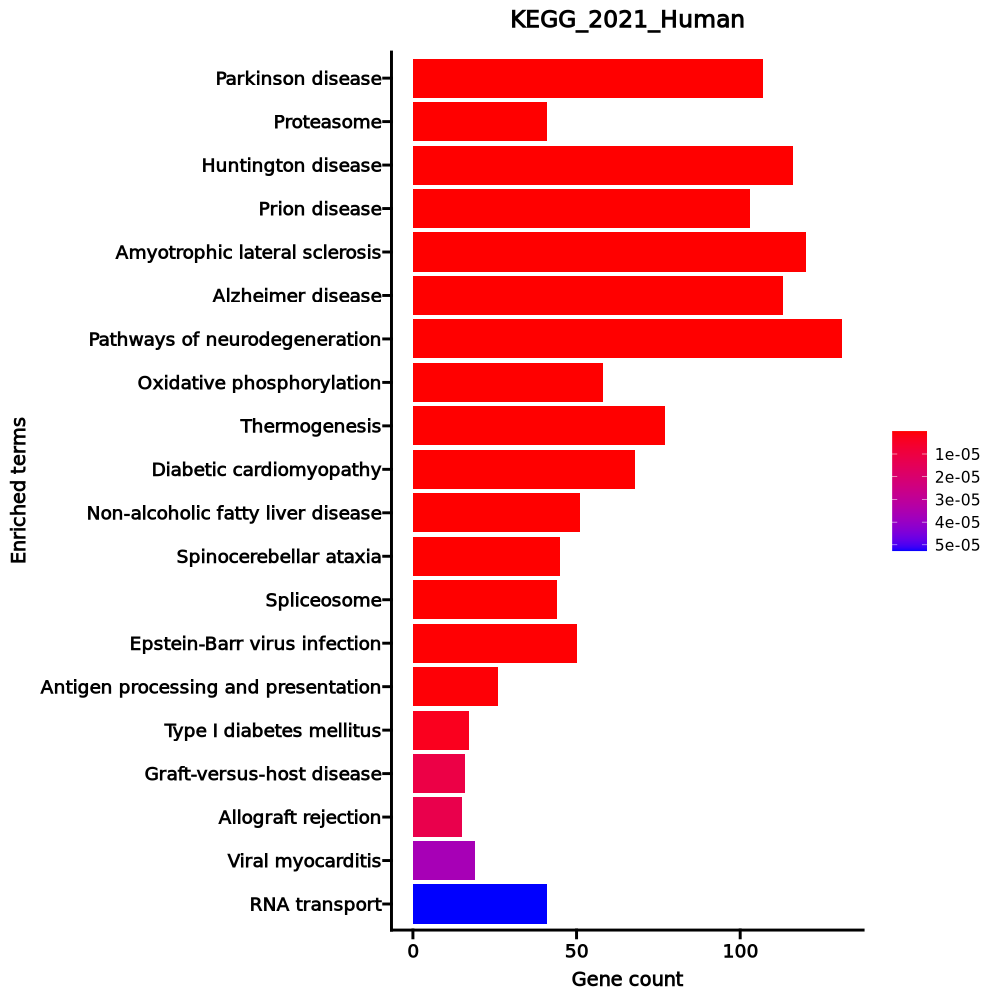 KEGG_2021_Human
Parkinson disease
Proteasome
Huntington disease
Prion disease
Amyotrophic lateral sclerosis
Alzheimer disease
Pathways of neurodegeneration
Oxidative phosphorylation
Thermogenesis
Diabetic cardiomyopathy
Non-alcoholic fatty liver disease
Spinocerebellar ataxia
Spliceosome
Epstein-Barr virus infection
Antigen processing and presentation
Type I diabetes mellitus
Graft-versus-host disease
Allograft rejection
Viral myocarditis
RNA transport
Enriched terms
0 50 100
Gene count
1e-05
2e-05
3e-05
4e-05
5e-05